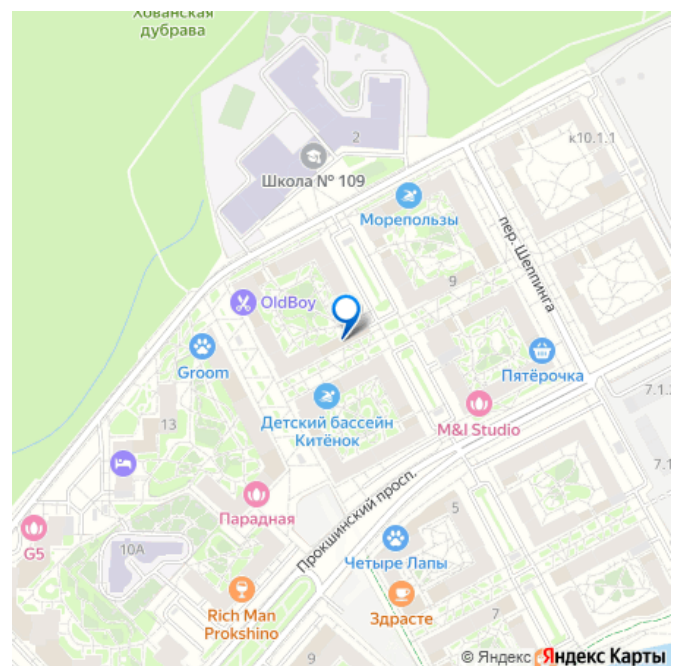 Хованская
дубрава
2
к10.1.1
Школа № 109
Морепользы
пер. Шеппинга
9
OldBoy
Groom
Пятёрочка
7.1.
Детский бассейн
Китёнок
M&I Studio
13
7.1
Прокшинский просп.
Парадная
5
G5
10А
Четыре Лапы
Rich Man
Prokshino
Здрасте
7
9
© Яндекс Яндекс Карты